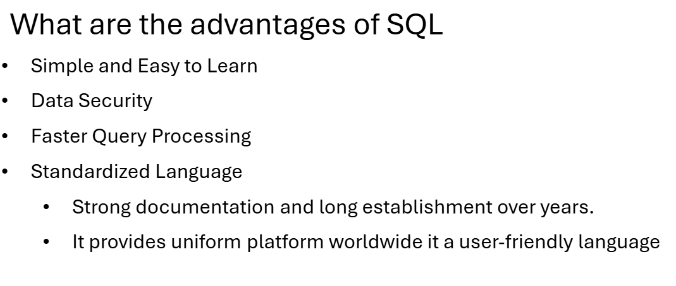 What are the advantages of SQL
• Simple and Easy to Learn
• Data Security
• Faster Query Processing
• Standardized Language
• Strong documentation and long establishment over years.
• It provides uniform platform worldwide it a user-friendly language